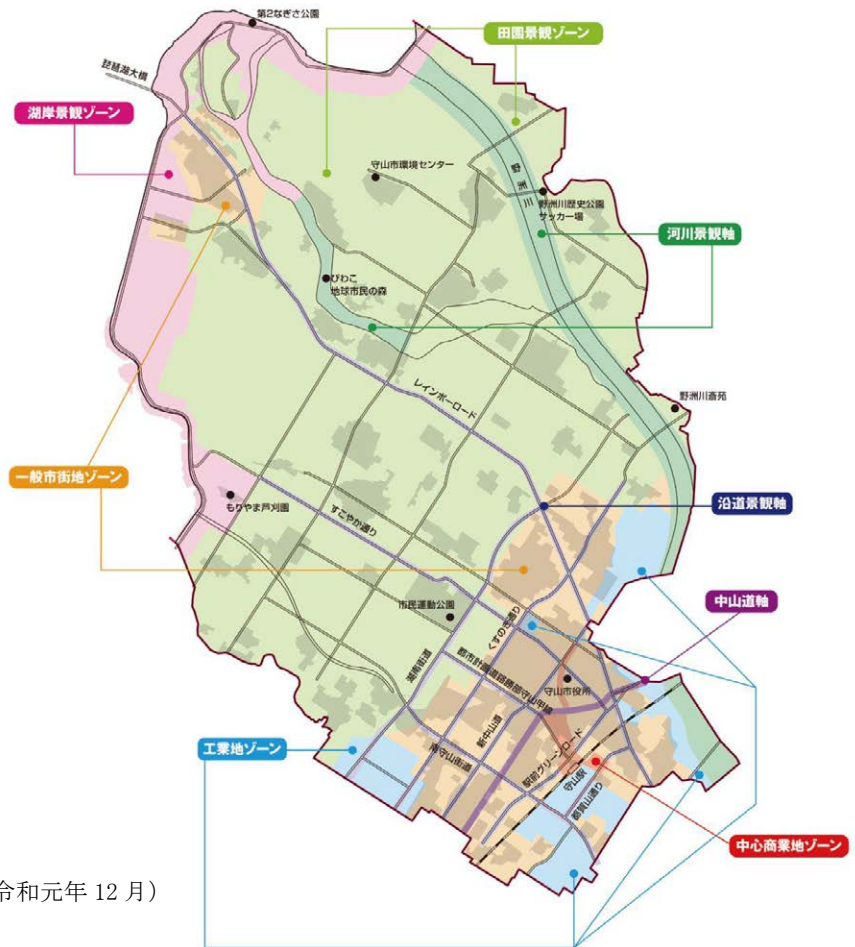 第2なぎさ公園
田園景観ゾーン
琵琶湖大橋
湖岸景観ゾーン
守山市環境センター
野洲川歴史公園
サッカー場
河川景観軸
びわこ
地球市民の森
レインボーロード
野洲川斎苑
一般市街地ゾーン
もりやま芦刈園
すこやか通り
沿道景観軸
中山道軸
市民運動公園
くすのき通り
湖南街道
都市計画道路勝部守山甲線
守山市役所
工業地ゾーン
南守山街道
新中山道
駅前グリーンロード
守山駅
都賀山通り
中心商業地ゾーン
令和元年 12 月）